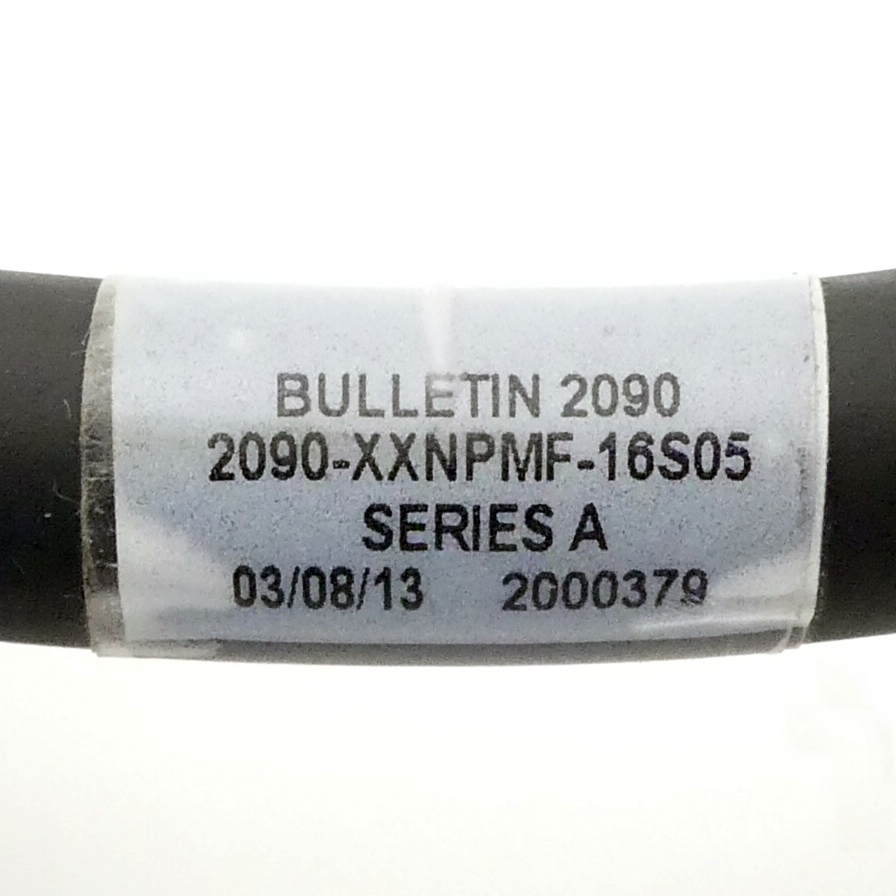 BULLETIN 2090
2090-XXNPMF-16S05
SERIES A
03/08/13 2000379